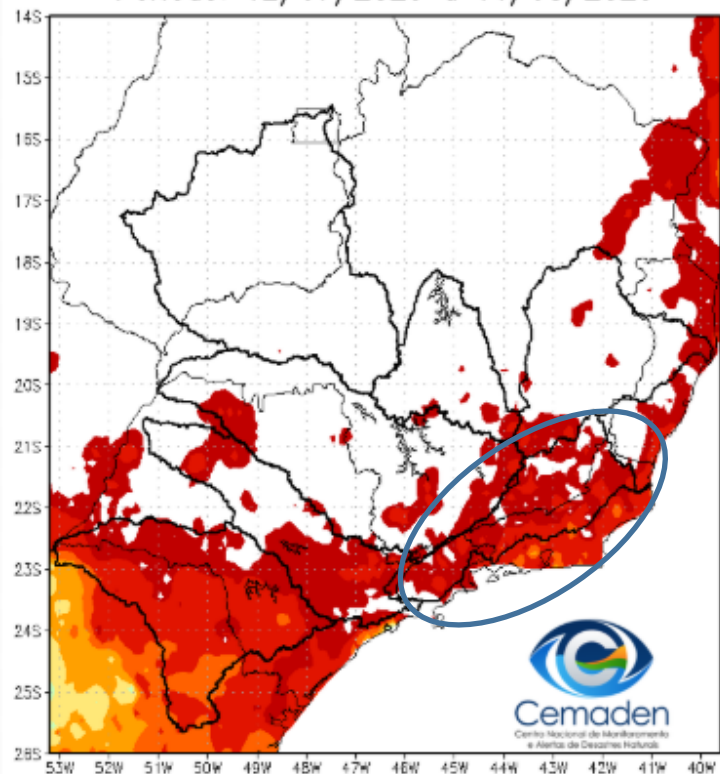 14S
15S
16S
17S
18S
19S
20S
21S
22S
23S
24S
25S
26S
53W 52W 51W 50W 49W 48W 47W 46W 45W 44W 43W 42W 41W 40W
Cemaden
Centro Nacional de Monitoramento
e Alertas de Desastres Naturais